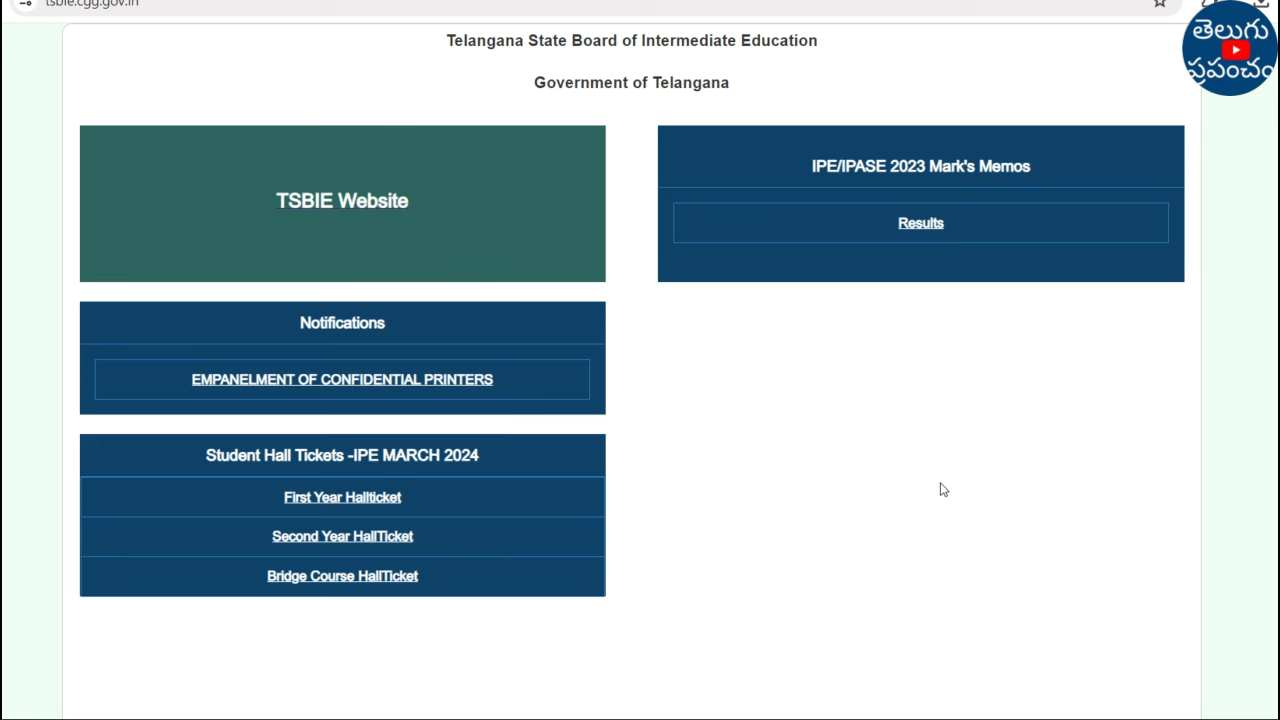 tsbie.cgg.gov.in
తెలుగు
ప్రపంచం
Telangana State Board of Intermediate Education
Government of Telangana
TSBIE Website
IPE/IPASE 2023 Mark's Memos
Results
Notifications
EMPANELMENT OF CONFIDENTIAL PRINTERS
Student Hall Tickets -IPE MARCH 2024
First Year Hallticket
Second Year HallTicket
Bridge Course HallTicket